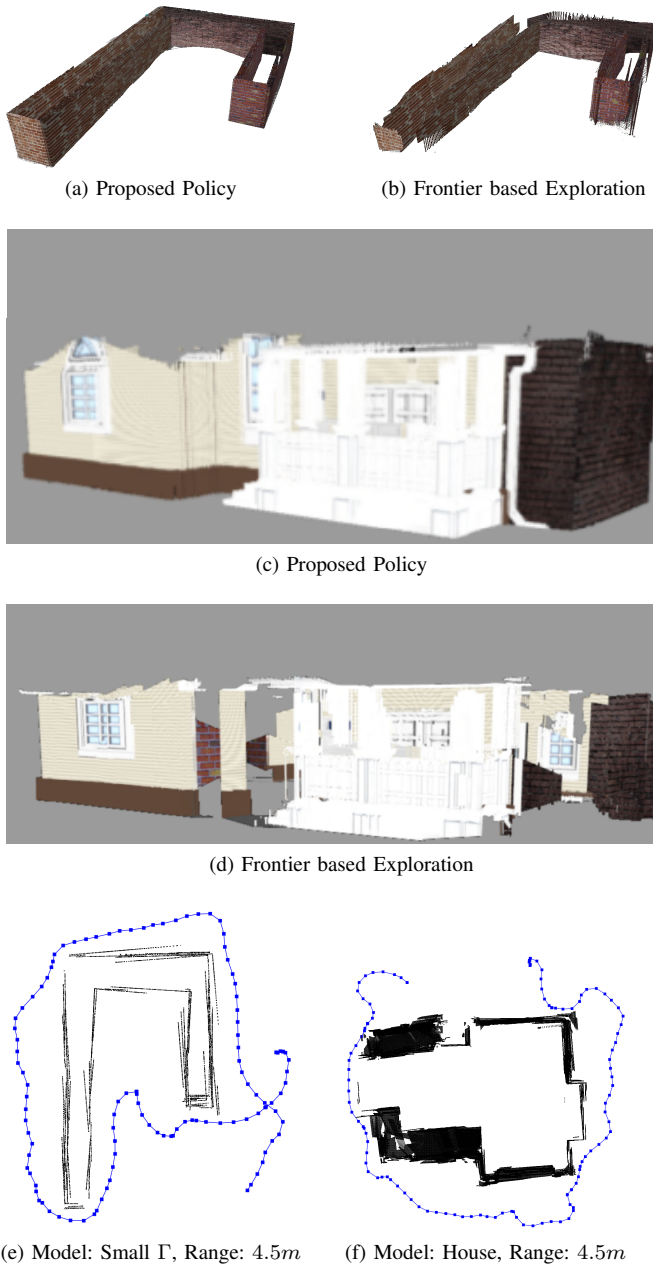 (a) Proposed Policy
(b) Frontier based Exploration
(c) Proposed Policy
(d) Frontier based Exploration
(e) Model: Small Γ, Range: 4.5m
(f) Model: House, Range: 4.5m